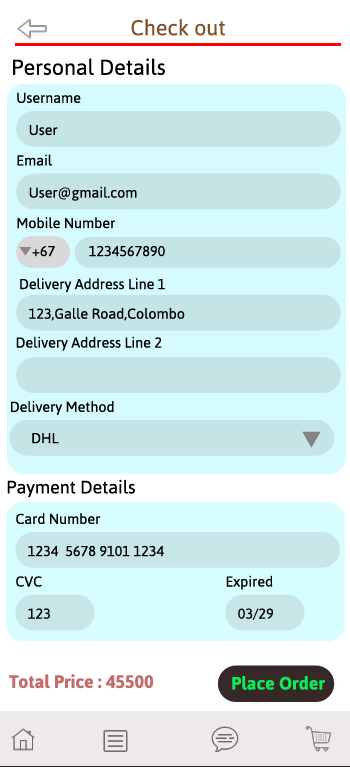 Check out
Personal Details
Username
User
Email
User@gmail.com
Mobile Number
+67 1234567890
Delivery Address Line 1
123,Galle Road,Colombo
Delivery Address Line 2
Delivery Method
DHL
Payment Details
Card Number
1234 5678 9101 1234
CVC Expired
123 03/29
Total Price : 45500 Place Order